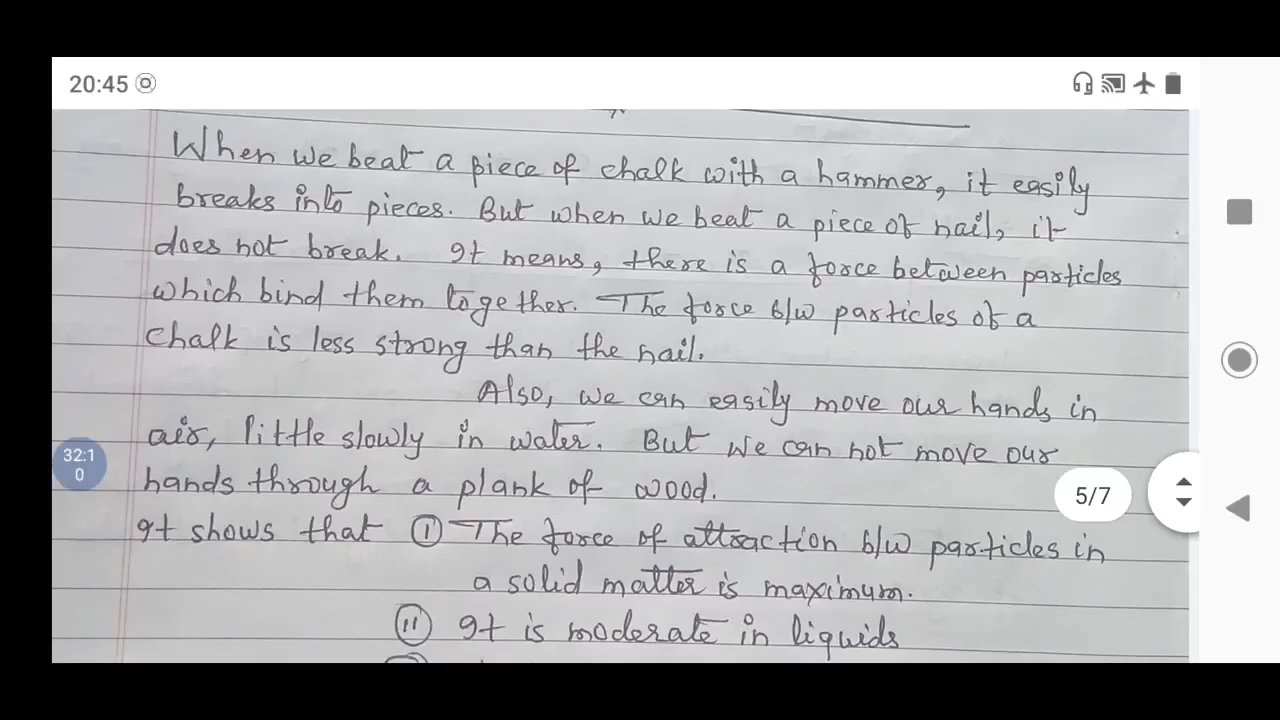 20:45
When we beat a piece of chalk with a hammer, it easily
breaks into pieces. But when we beat a piece of nail, it
does not break. It means, there is a force between particles
which bind them together. The force b/w particles of a
chalk is less strong than the nail.
Also, we can easily move our hands in
air, little slowly in water. But we can not move our
hands through a plank of wood.
It shows that (i) The force of attraction b/w particles in
a solid matter is maximum.
(ii) It is moderate in liquids
32:1
0
5/7